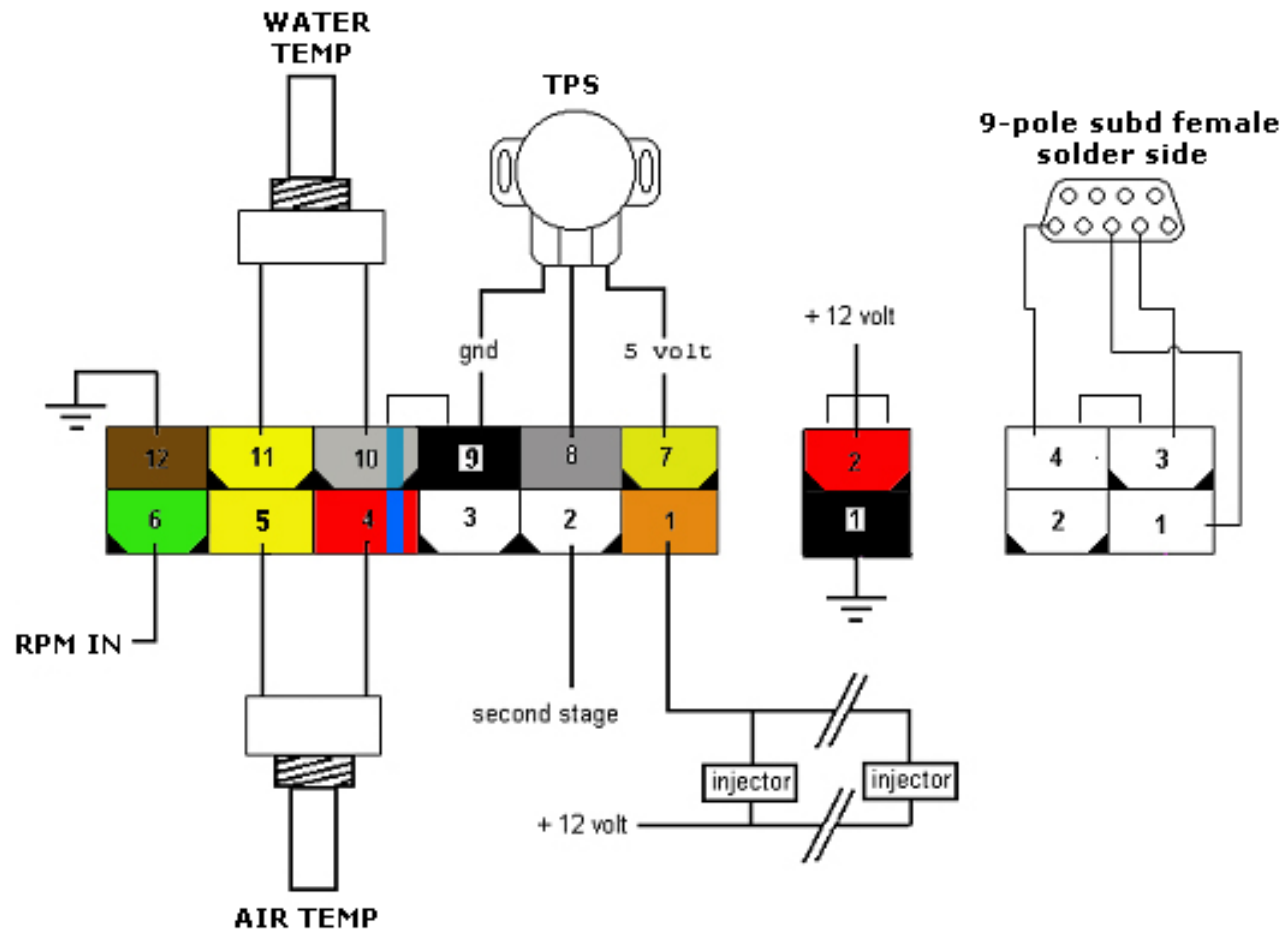 WATER
TEMP
TPS
9-pole subd female
solder side
+ 12 volt
gnd
5 volt
12
11
10
9
8
7
2
4
3
6
5
4
3
2
1
1
2
1
RPM IN
second stage
injector
injector
+ 12 volt
AIR TEMP